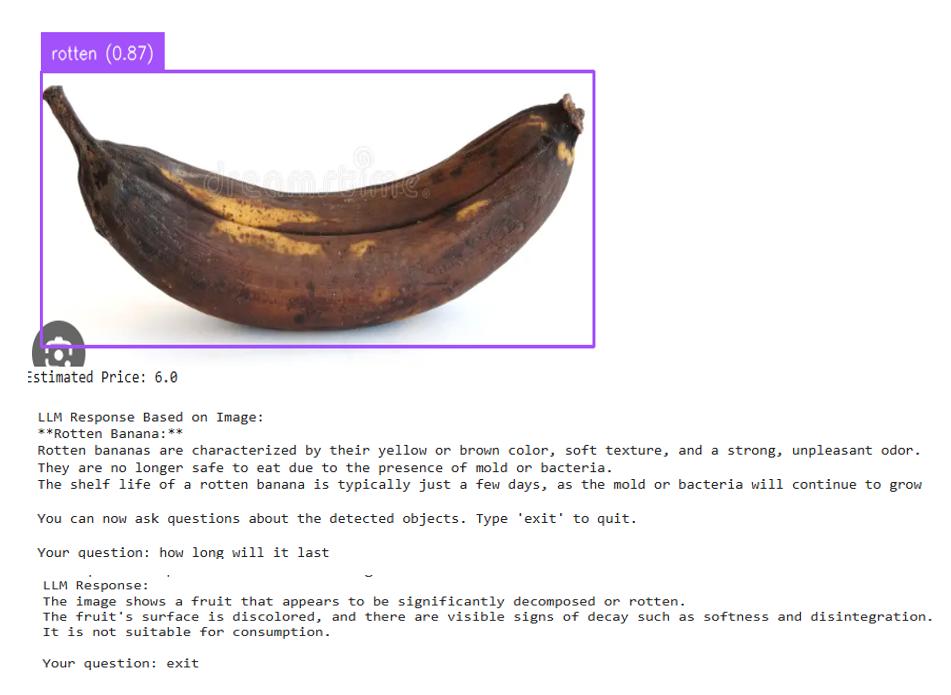 rotten (0.87)
dreamstime.
Estimated Price: 6.0
LLM Response Based on Image:
**Rotten Banana:**
Rotten bananas are characterized by their yellow or brown color, soft texture, and a strong, unpleasant odor.
They are no longer safe to eat due to the presence of mold or bacteria.
The shelf life of a rotten banana is typically just a few days, as the mold or bacteria will continue to grow
You can now ask questions about the detected objects. Type 'exit' to quit.
Your question: how long will it last
LLM Response:
The image shows a fruit that appears to be significantly decomposed or rotten.
The fruit's surface is discolored, and there are visible signs of decay such as softness and disintegration.
It is not suitable for consumption.
Your question: exit